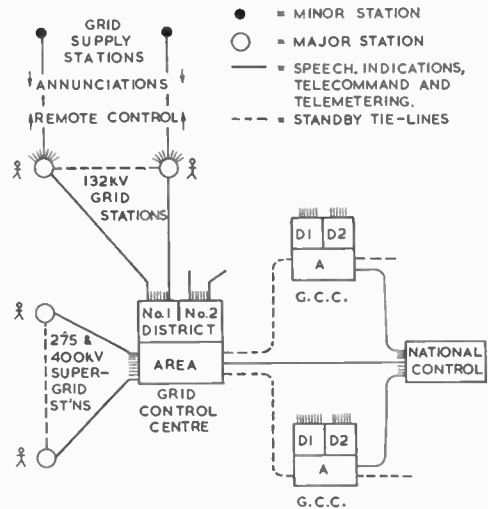 GRID
SUPPLY
STATIONS
ANNUNCIATIONS
REMOTE CONTROL
132KV
GRID
STATIONS
= MINOR STATION
= MAJOR STATION
= SPEECH. INDICATIONS,
TELECOMMAND AND
TELEMETERING.
= STANDBY TIE-LINES
No.1 No.2
DISTRICT
AREA
GRID
CONTROL
CENTRE
275 &
400KV
SUPER-
GRID
ST'NS
D1 D2
A
G.C.C.
NATIONAL
CONTROL
D1 D2
A
G.C.C.